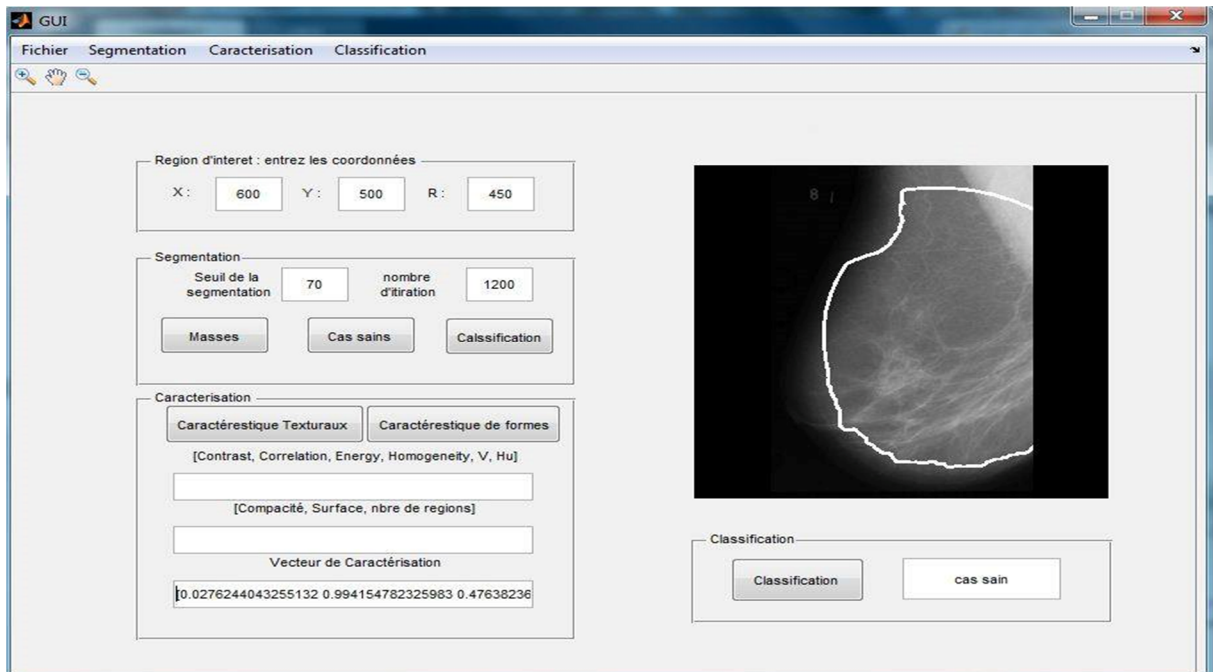 GUI
Fichier Segmentation Caracterisation Classification
Region d'interet : entrez les coordonnées
X : 600 Y : 500 R : 450
Segmentation
Seuil de la segmentation 70 nombre d'itiration 1200
Masses Cas sains Calssification
Caracterisation
Caractérestique Texturaux Caractérestique de formes
[Contrast, Correlation, Energy, Homogeneity, V, Hu]
[Compacité, Surface, nbre de regions]
Vecteur de Caractérisation
[0.0276244043255132 0.994154782325983 0.47638236
8
Classification
Classification cas sain